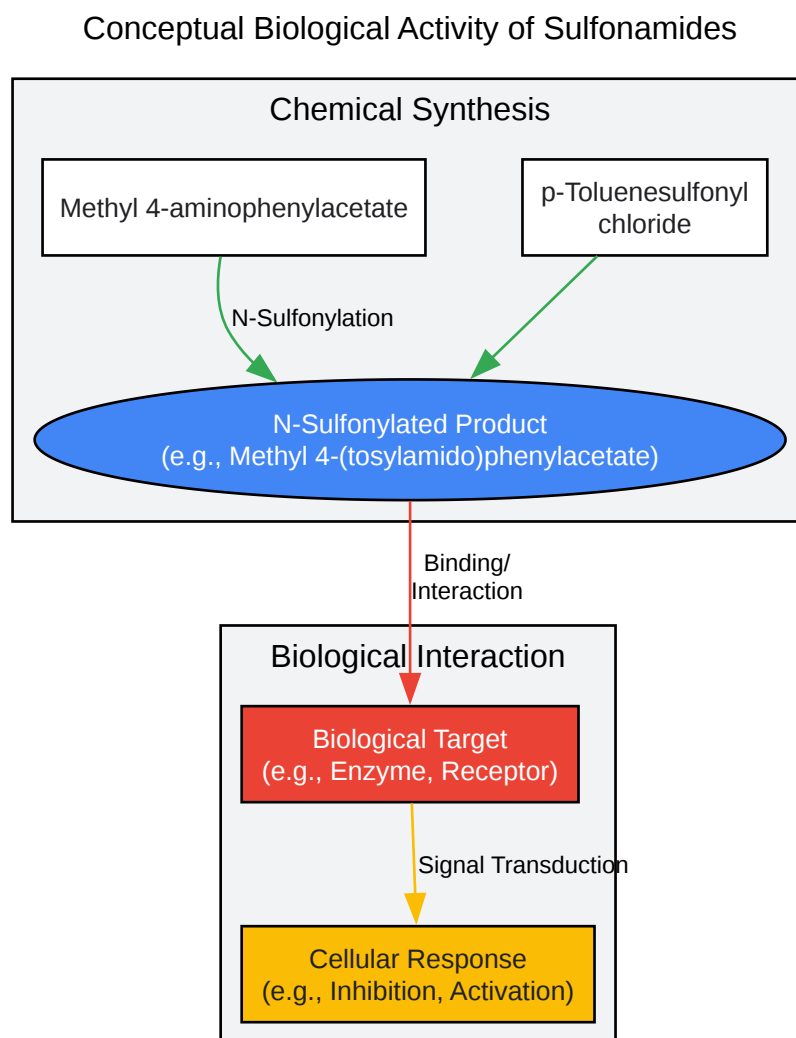 Conceptual Biological Activity of Sulfonamides
Chemical Synthesis
Methyl 4-aminophenylacetate
p-Toluenesulfonyl
chloride
N-Sulfonylation
N-Sulfonylated Product
(e.g., Methyl 4-(tosylamido)phenylacetate)
Binding/
Interaction
Biological Interaction
Biological Target
(e.g., Enzyme, Receptor)
Signal Transduction
Cellular Response
(e.g., Inhibition, Activation)